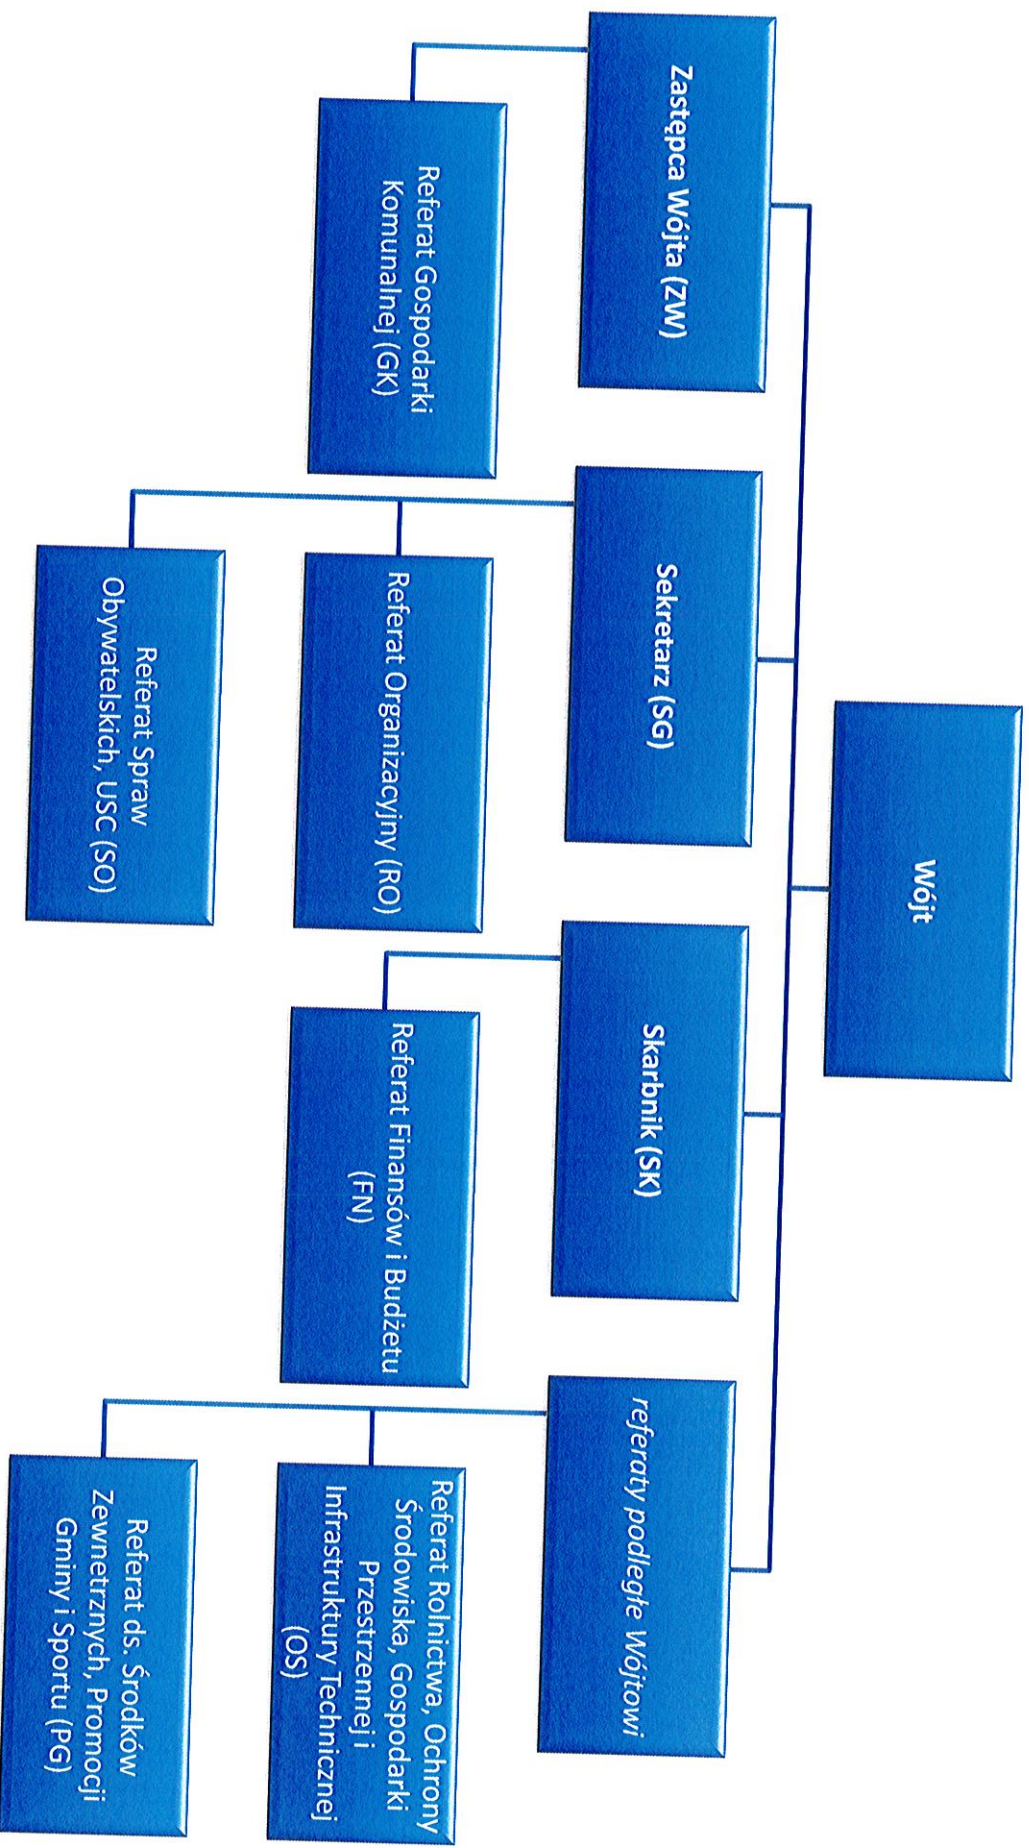 Wójt
Zastępca Wójta (ZW)
Sekretarz (SG)
Skarbnik (SK)
referaty podległe Wójtowi
Referat Gospodarki
Komunalnej (GK)
Referat Organizacyjny (RO)
Referat Spraw
Obywatelskich, USC (SO)
Referat Finansów i Budżetu
(FN)
Referat Rolnictwa, Ochrony
Środowiska, Gospodarki
Przestrzennej i
Infrastruktury Technicznej
(OS)
Referat ds. Środków
Zewnetrznych, Promocji
Gminy i Sportu (PG)